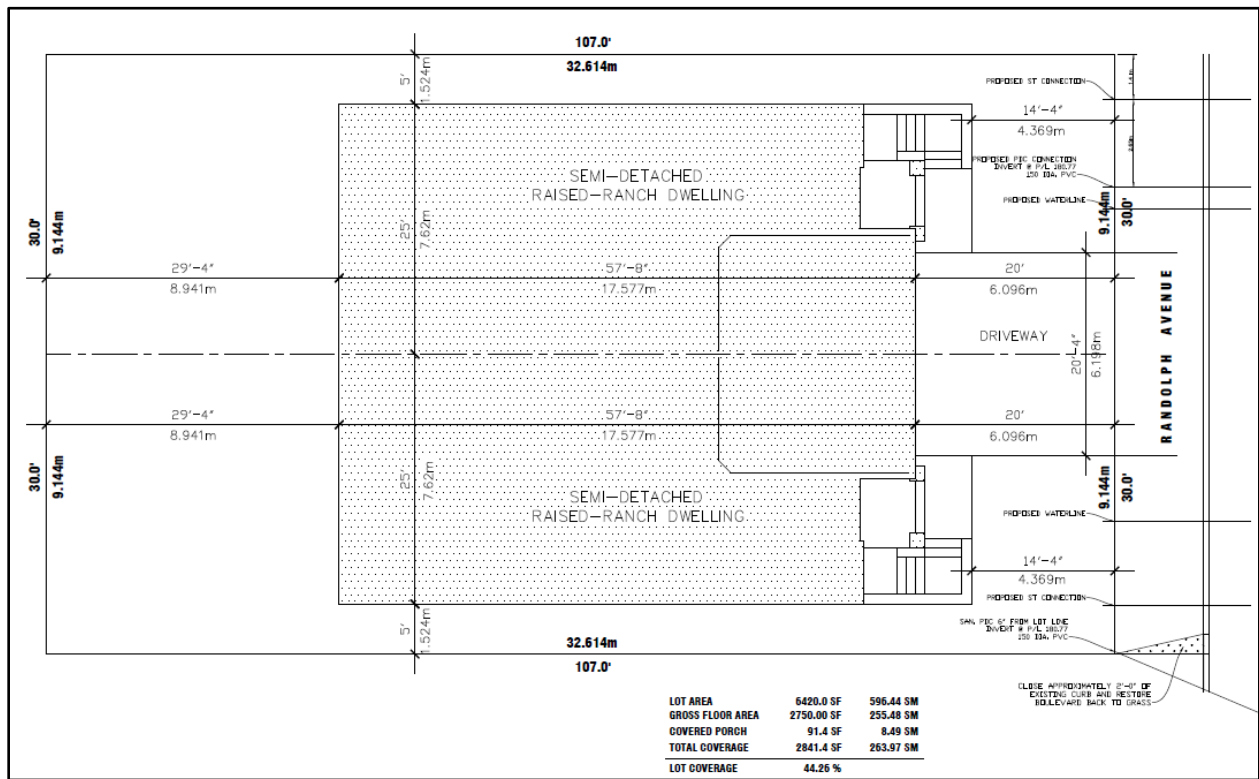 107.0'
32.614m
5'
1.524m
PROPOSED ST CONNECTION
14'-4"
4.369m
PROPOSED PDC CONNECTION
INVERT @ P/L 180.77
150 DIA. PVC
PROPOSED WATERLINE
SEMI-DETACHED
RAISED-RANCH DWELLING
30.0'
9.144m
25'
7.62m
9.144m
30.0'
29'-4"
8.941m
57'-8"
17.577m
20'
6.096m
DRIVEWAY
20'-4"
6.198m
RANDOLPH AVENUE
29'-4"
8.941m
57'-8"
17.577m
20'
6.096m
30.0'
9.144m
25'
7.62m
9.144m
30.0'
SEMI-DETACHED
RAISED-RANCH DWELLING
PROPOSED WATERLINE
14'-4"
4.369m
PROPOSED ST CONNECTION
5'
1.524m
SAN. PDC 6" FROM LOT LINE
INVERT @ P/L 180.77
150 DIA. PVC
32.614m
107.0'
CLOSE APPROXIMATELY 2'-0" OF
EXISTING CURB AND RESTORE
BOULEVARD BACK TO GRASS
LOT AREA 6420.0 SF 596.44 SM
GROSS FLOOR AREA 2750.00 SF 255.48 SM
COVERED PORCH 91.4 SF 8.49 SM
TOTAL COVERAGE 2841.4 SF 263.97 SM
LOT COVERAGE 44.26 %